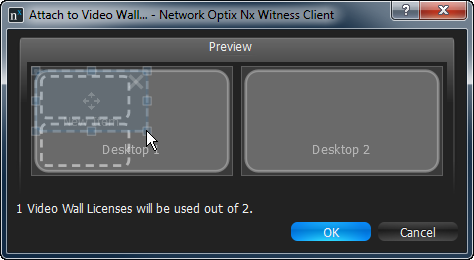 Attach to Video Wall... - Network Optix Nx Witness Client
Preview
Desktop 1
Desktop 2
1 Video Wall Licenses will be used out of 2.
OK
Cancel